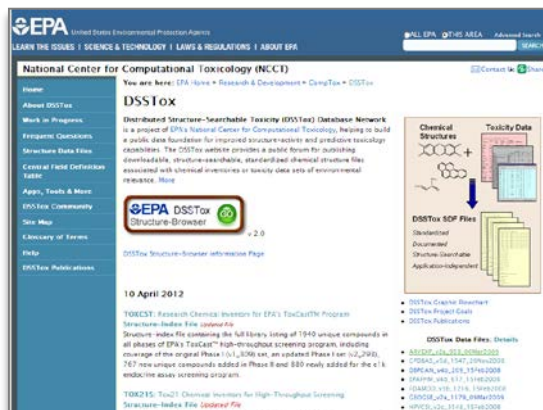 EPA United States Environmental Protection Agency
ALL EPA THIS AREA Advanced Search
LEARN THE ISSUES | SCIENCE & TECHNOLOGY | LAWS & REGULATIONS | ABOUT EPA
SEARCH
National Center for Computational Toxicology (NCCT)
Contact Us Share
You are here: EPA Home » Research & Development » CompTox » DSSTox
Home
About DSSTox
Work in Progress
Frequent Questions
Structure Data Files
Central Field Definition
Table
Apps, Tools & More
DSSTox Community
Site Map
Glossary of Terms
Help
DSSTox Publications
DSSTox
Distributed Structure-Searchable Toxicity (DSSTox) Database Network
is a project of EPA's National Center for Computational Toxicology, helping to build
a public data foundation for improved structure-activity and predictive toxicology
capabilities. The DSSTox website provides a public forum for publishing
downloadable, structure-searchable, standardized chemical structure files
associated with chemical inventories or toxicity data sets of environmental
relevance. More
EPA DSSTox
Structure-Browser
v 2.0
DSSTox Structure-Browser Information Page
10 April 2012
TOXCST: Research Chemical Inventory for EPA's ToxCast™ Program
Structure-Index File Updated File
Structure-index file containing the full library listing of 1940 unique compounds in
all phases of EPA's ToxCast™ high-throughput screening program, including
coverage of the original Phase I (v1_309) set, an updated Phase I set (v2_293),
767 new unique compounds added in Phase II and 880 newly added for the e1k
endocrine assay screening program.
TOX21S: Tox21 Chemical Inventory for High-Throughput Screening
Structure-Index File Updated File
Chemical
Structures
Toxicity Data
DSSTox SDF Files
Standardized
Documented
Structure-Searchable
Application-Independent
DSSTox Graphic Flowchart
DSSTox Project Goals
DSSTox Publications
DSSTox Data Files: Details